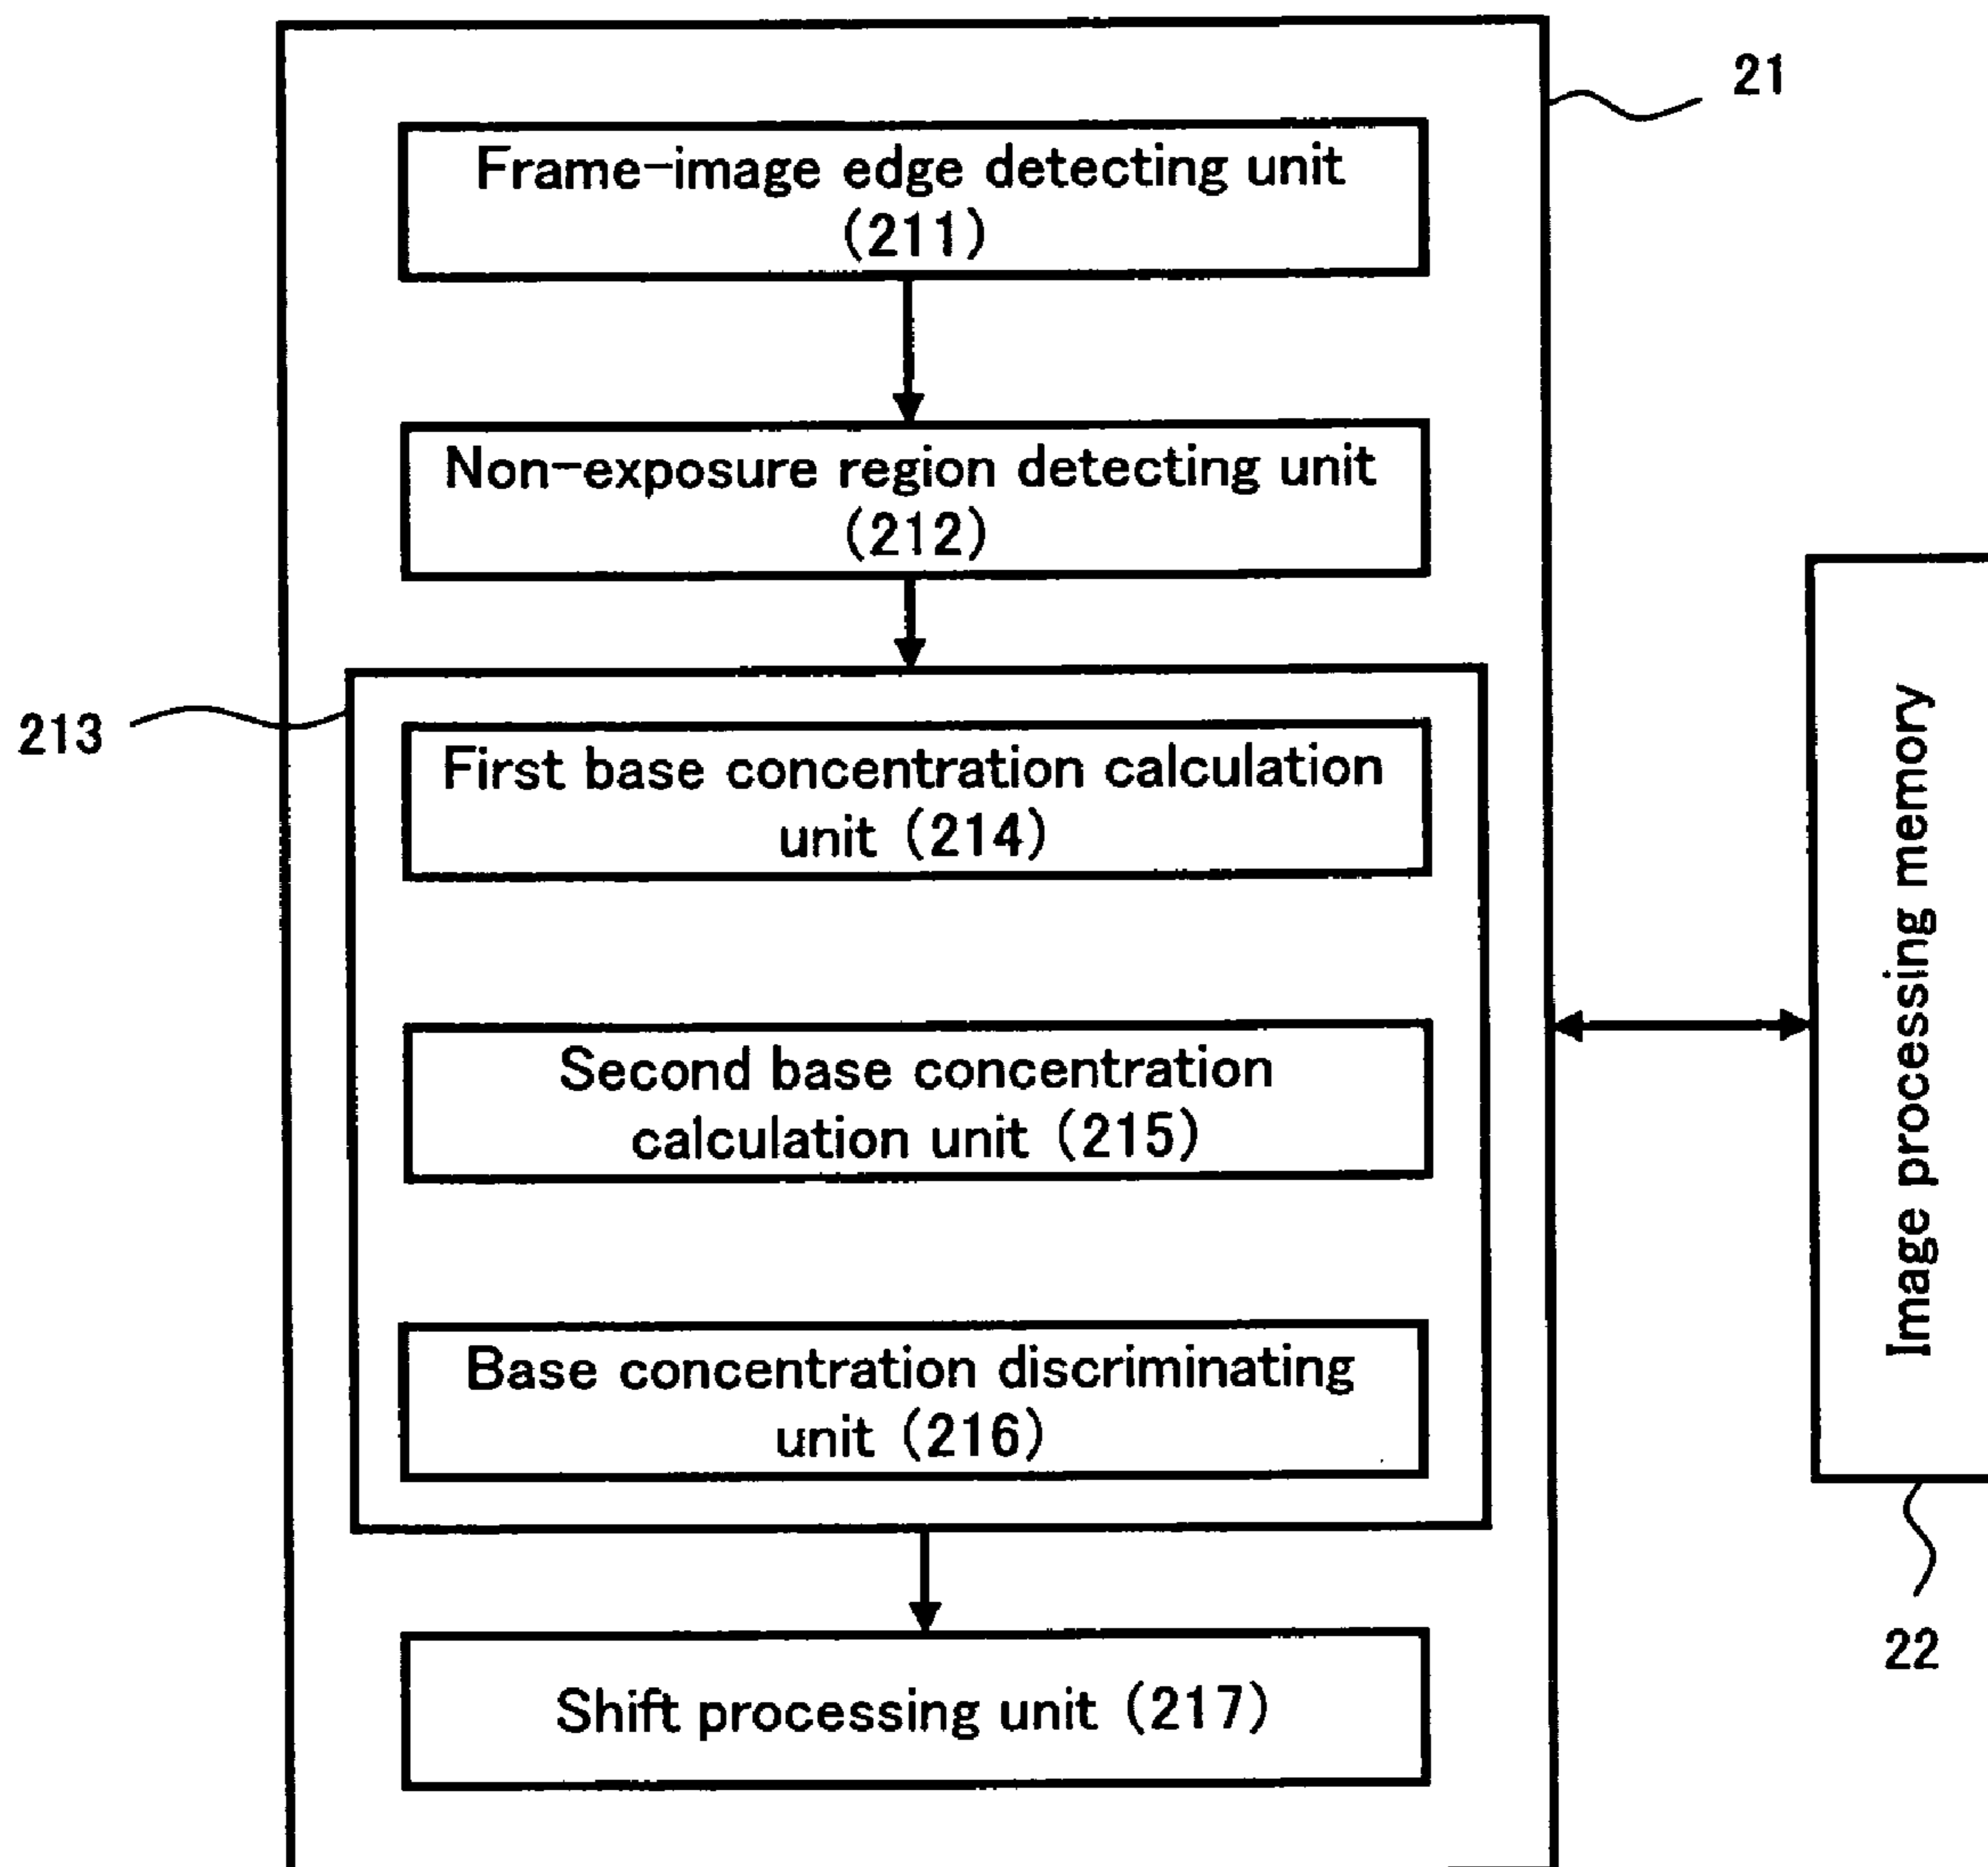 21
Frame-image edge detecting unit
(211)
Non-exposure region detecting unit
(212)
213
First base concentration calculation
unit (214)
Second base concentration
calculation unit (215)
Base concentration discriminating
unit (216)
Shift processing unit (217)
Image processing memory
22